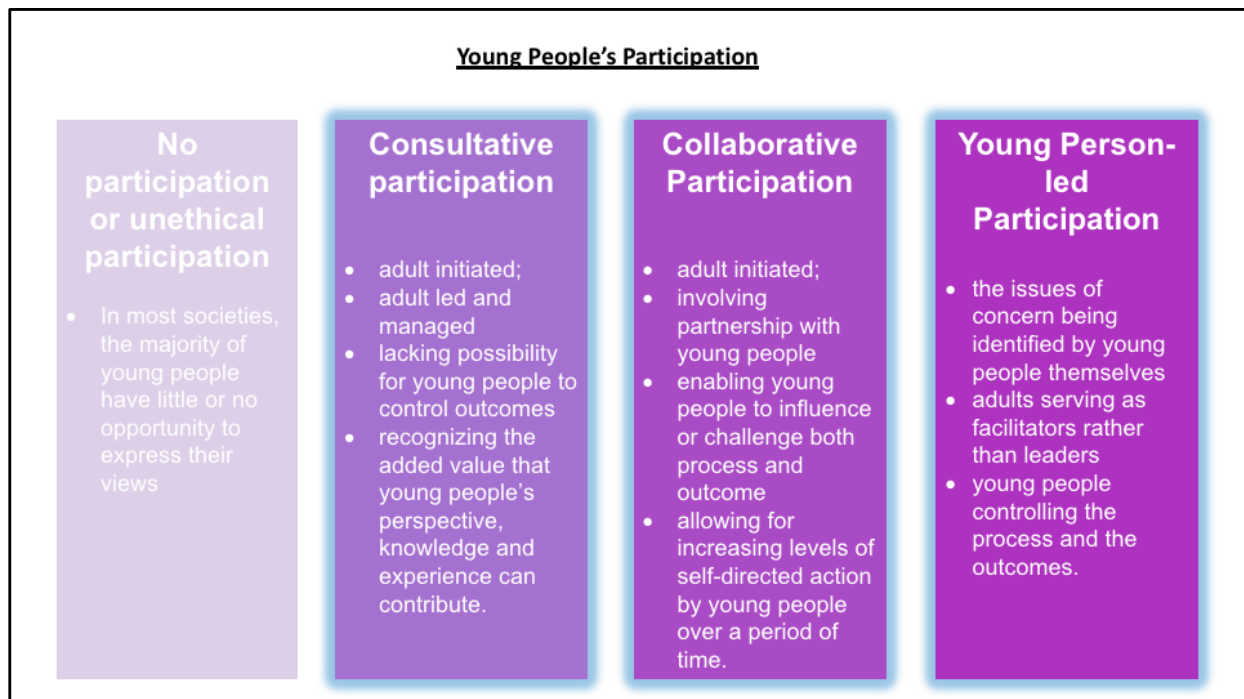 Young People's Participation
No
participation
or unethical
participation
• In most societies,
the majority of
young people
have little or no
opportunity to
express their
views
Consultative
participation
• adult initiated;
• adult led and
managed
• lacking possibility
for young people to
control outcomes
• recognizing the
added value that
young people's
perspective,
knowledge and
experience can
contribute.
Collaborative
Participation
• adult initiated;
• involving
partnership with
young people
• enabling young
people to influence
or challenge both
process and
outcome
• allowing for
increasing levels of
self-directed action
by young people
over a period of
time.
Young Person-
led
Participation
• the issues of
concern being
identified by young
people themselves
• adults serving as
facilitators rather
than leaders
• young people
controlling the
process and the
outcomes.